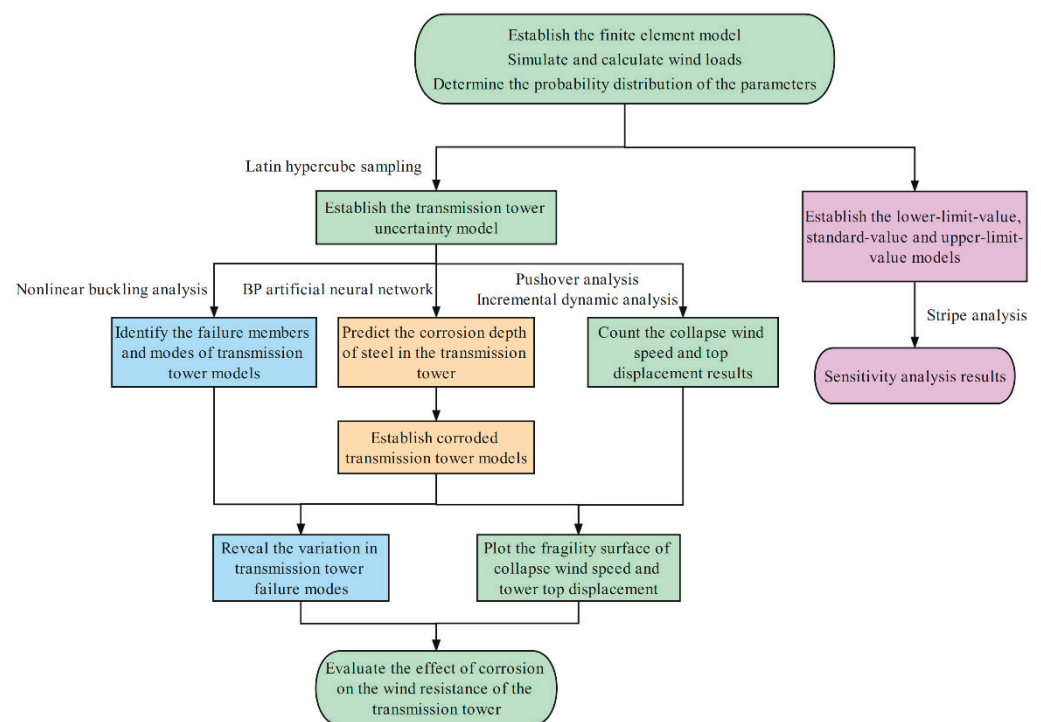 Establish the finite element model
Simulate and calculate wind loads
Determine the probability distribution of the parameters
Latin hypercube sampling
Establish the transmission tower
uncertainty model
Establish the lower-limit-value,
standard-value and upper-limit-
value models
Nonlinear buckling analysis
BP artificial neural network
Pushover analysis
Incremental dynamic analysis
Stripe analysis
Identify the failure members
and modes of transmission
tower models
Predict the corrosion depth
of steel in the transmission
tower
Count the collapse wind
speed and top
displacement results
Sensitivity analysis results
Establish corroded
transmission tower models
Reveal the variation in
transmission tower
failure modes
Plot the fragility surface of
collapse wind speed and
tower top displacement
Evaluate the effect of corrosion
on the wind resistance of the
transmission tower